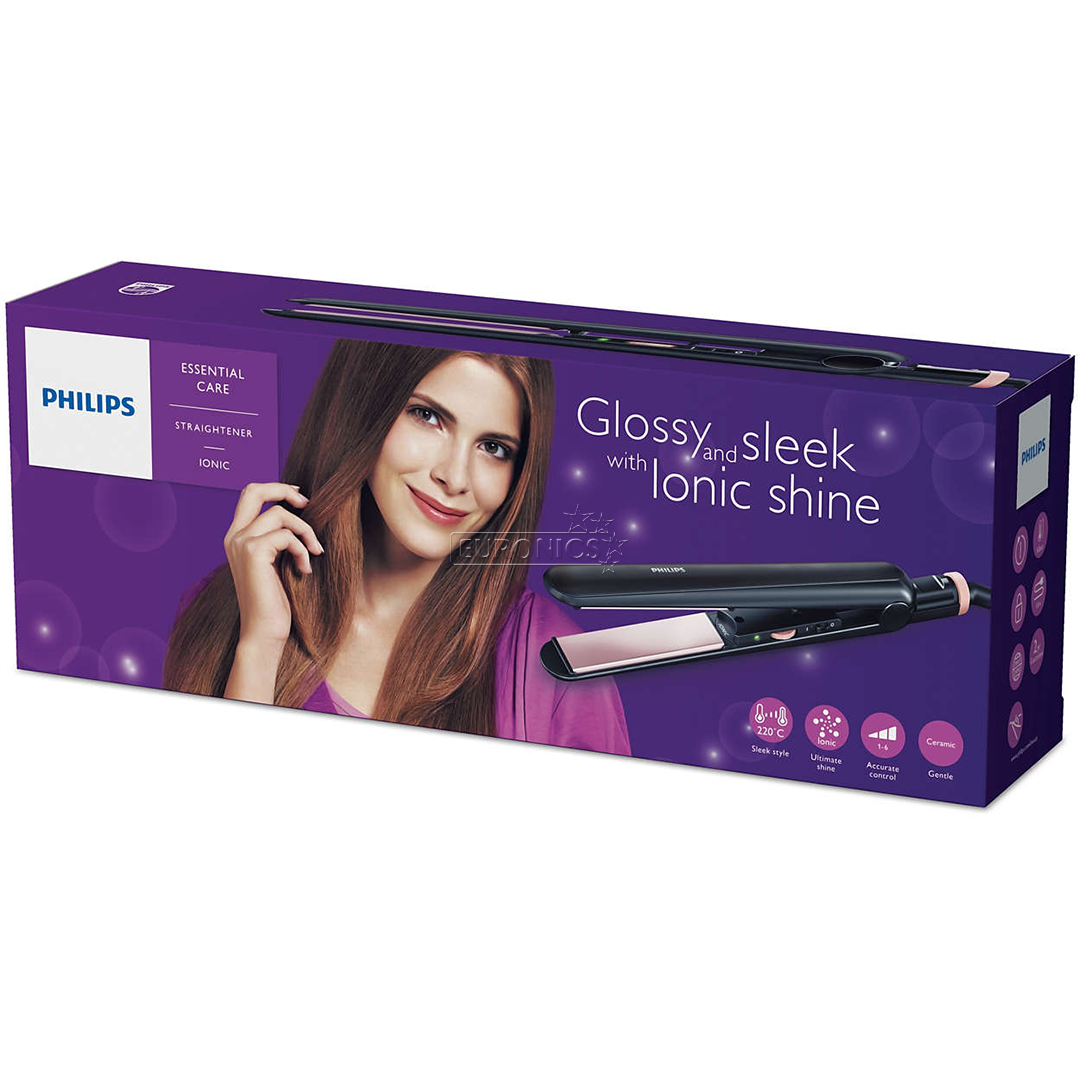 PHILIPS
ESSENTIAL
CARE
STRAIGHTENER
IONIC
Glossy and sleek
with Ionic shine
EURONICS
PHILIPS
IONIC
220°C
Sleek style
Ionic
Ultimate
shine
1-6
Accurate
control
Ceramic
Gentle
PHILIPS